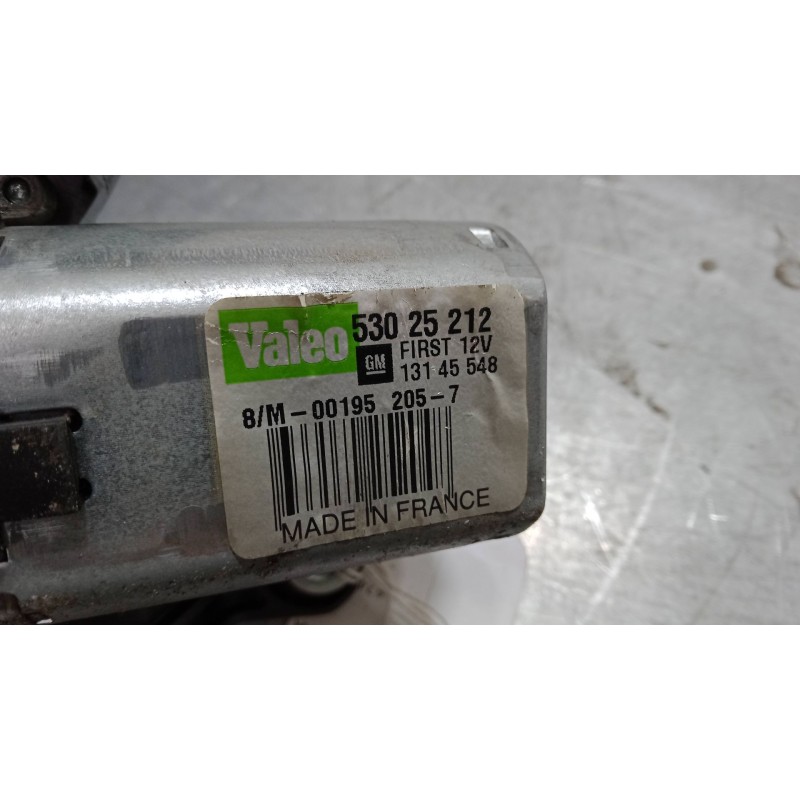 Valeo 530 25 212
GM FIRST 12V
131 45 548
8/M-00195 205-7
MADE IN FRANCE